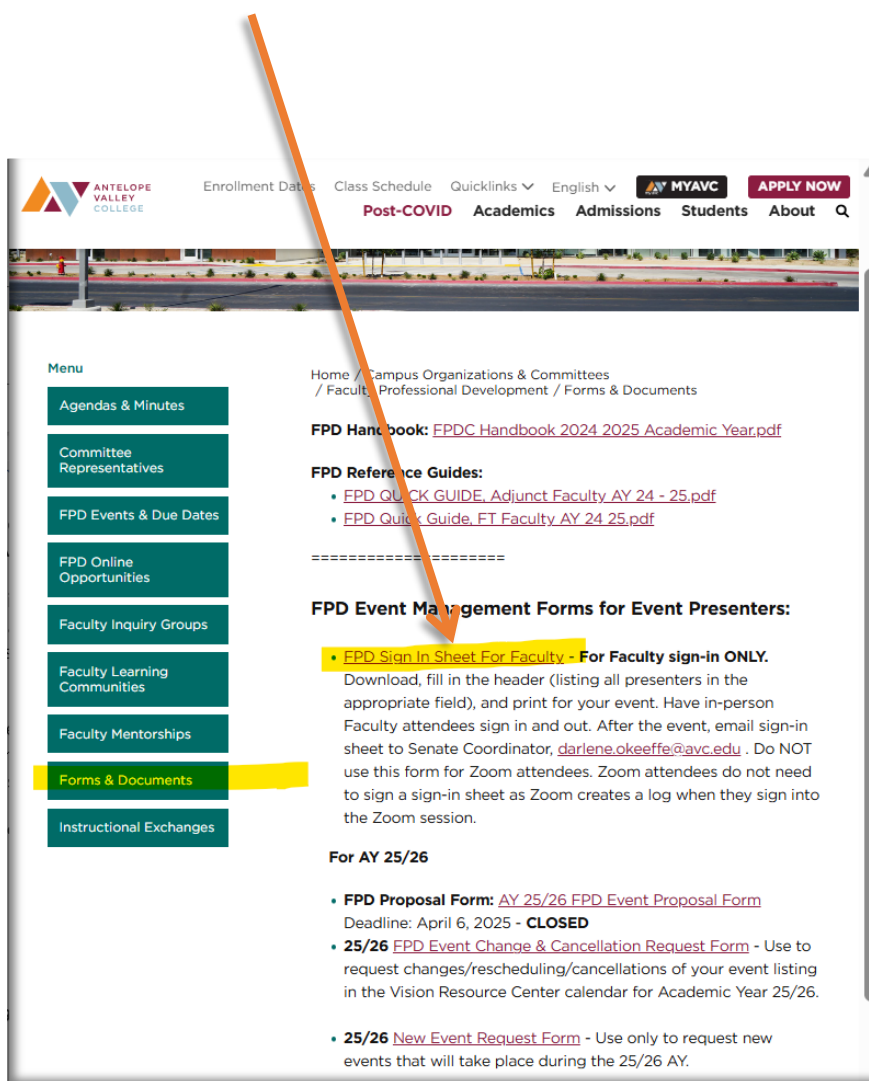 ANTELOPE
VALLEY
COLLEGE
Enrollment Dates Class Schedule Quicklinks English MYAVC APPLY NOW
Post-COVID Academics Admissions Students About
Menu
Agendas & Minutes
Committee
Representatives
FPD Events & Due Dates
FPD Online
Opportunities
Faculty Inquiry Groups
Faculty Learning
Communities
Faculty Mentorships
Forms & Documents
Instructional Exchanges
Home / Campus Organizations & Committees
/ Faculty Professional Development / Forms & Documents
FPD Handbook: FPDC Handbook 2024 2025 Academic Year.pdf
FPD Reference Guides:
• FPD QUICK GUIDE, Adjunct Faculty AY 24 - 25.pdf
• FPD Quick Guide, FT Faculty AY 24 25.pdf
=====================
FPD Event Management Forms for Event Presenters:
• FPD Sign In Sheet For Faculty - For Faculty sign-in ONLY.
Download, fill in the header (listing all presenters in the
appropriate field), and print for your event. Have in-person
Faculty attendees sign in and out. After the event, email sign-in
sheet to Senate Coordinator, darlene.okeeffe@avc.edu . Do NOT
use this form for Zoom attendees. Zoom attendees do not need
to sign a sign-in sheet as Zoom creates a log when they sign into
the Zoom session.
For AY 25/26
• FPD Proposal Form: AY 25/26 FPD Event Proposal Form
Deadline: April 6, 2025 - CLOSED
• 25/26 FPD Event Change & Cancellation Request Form - Use to
request changes/rescheduling/cancellations of your event listing
in the Vision Resource Center calendar for Academic Year 25/26.
• 25/26 New Event Request Form - Use only to request new
events that will take place during the 25/26 AY.